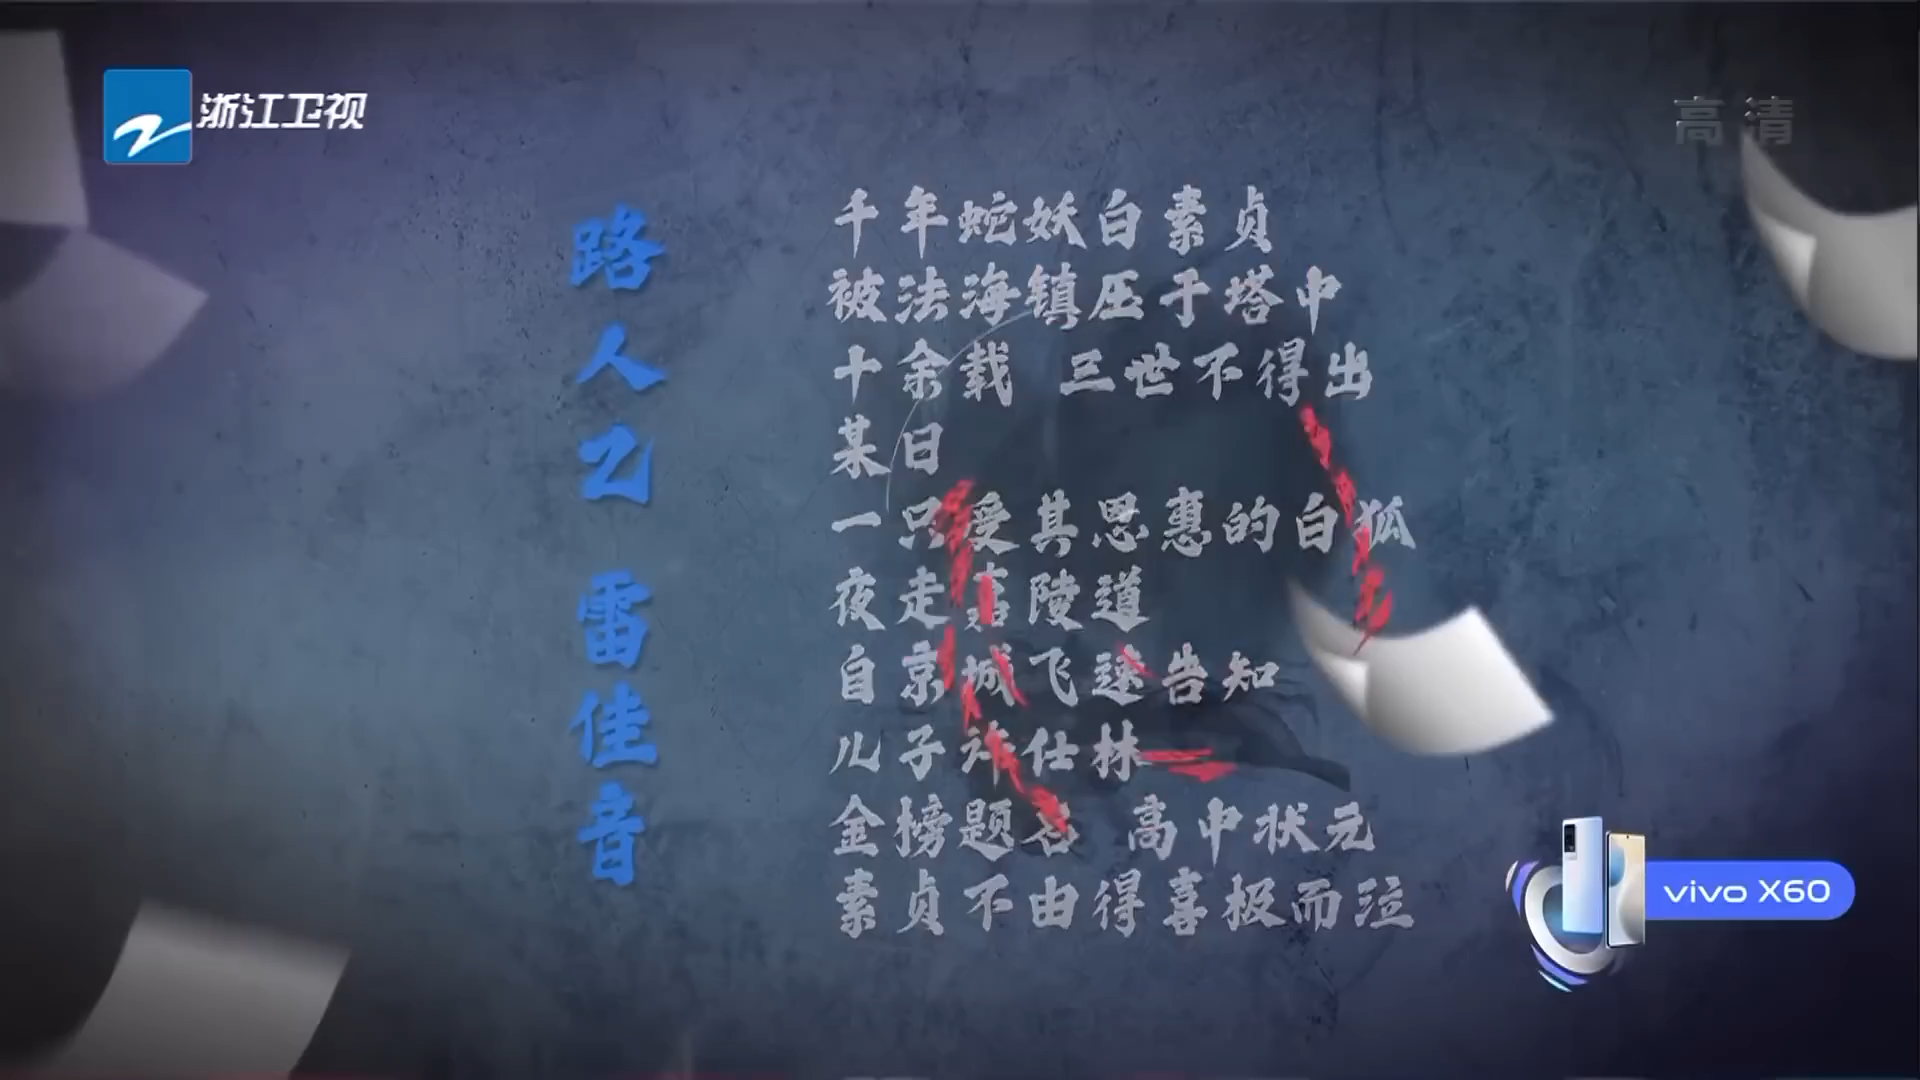 浙江卫视
高清
路人乙 雷佳音
千年蛇妖白素贞
被法海镇压于塔中
十余载 三世不得出
某日
一只受其恩惠的白狐
夜走嘉陵道
自京城飞速告知
儿子许仕林
金榜题名 高中状元
素贞不由得喜极而泣
vivo X60